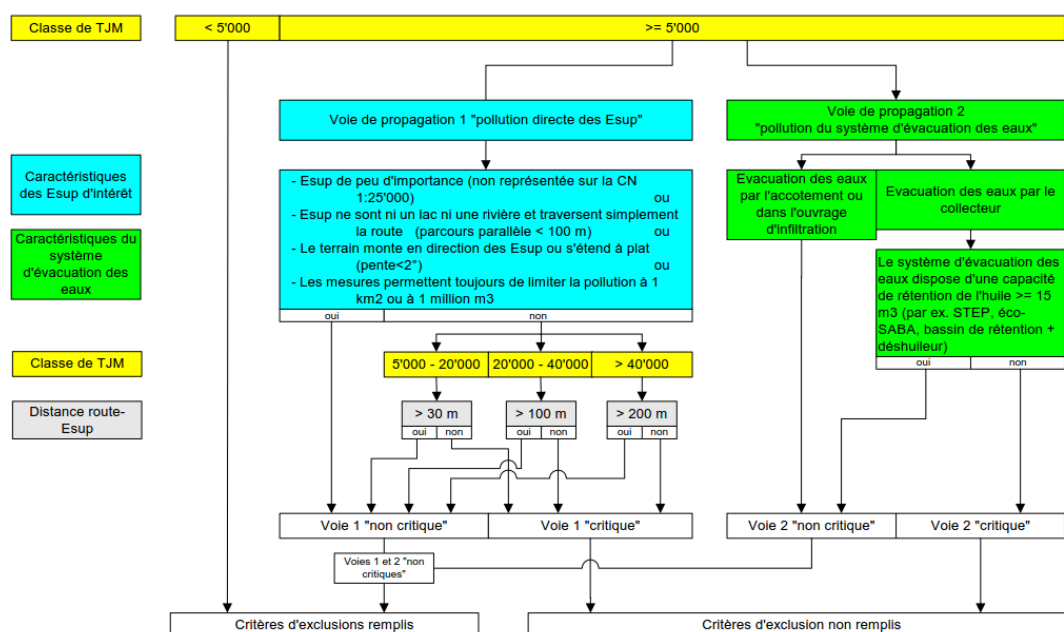 Classe de TJM
< 5'000
>= 5'000
Voie de propagation 1 "pollution directe des Esup"
Voie de propagation 2
"pollution du système d'évacuation des eaux"
Caractéristiques
des Esup d'intérêt
- Esup de peu d'importance (non représentée sur la CN
1:25'000) ou
- Esup ne sont ni un lac ni une rivière et traversent simplement
la route (parcours parallèle < 100 m) ou
- Le terrain monte en direction des Esup ou s'étend à plat
(pente<2°) ou
- Les mesures permettent toujours de limiter la pollution à 1
km2 ou à 1 million m3
oui
non
Evacuation des eaux
par l'accotement ou
dans l'ouvrage
d'infiltration
Evacuation des eaux par le
collecteur
Caractéristiques du
système
d'évacuation des
eaux
Le système d'évacuation des
eaux dispose d'une capacité
de rétention de l'huile >= 15
m3 (par ex. STEP, éco-
SABA, bassin de rétention +
déshuileur)
oui
non
Classe de TJM
5'000 - 20'000
20'000 - 40'000
> 40'000
Distance route-
Esup
> 30 m
> 100 m
> 200 m
oui
non
oui
non
oui
non
Voie 1 "non critique"
Voie 1 "critique"
Voie 2 "non critique"
Voie 2 "critique"
Voies 1 et 2 "non
critiques"
Critères d'exclusions remplis
Critères d'exclusion non remplis